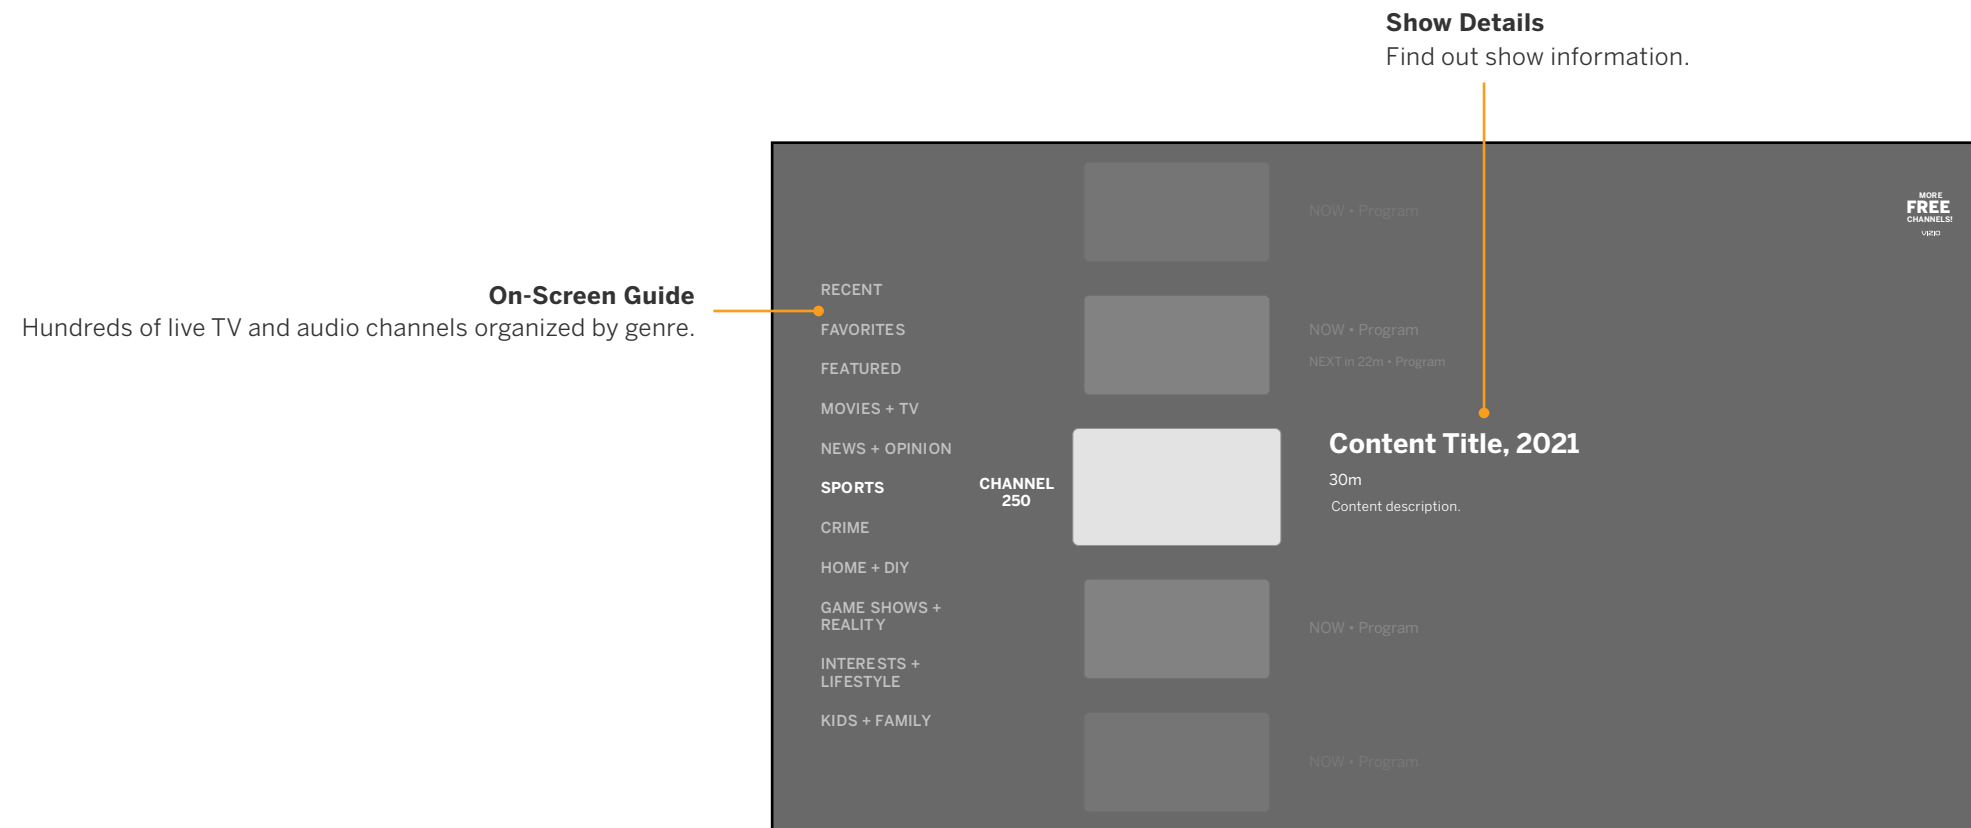 Show Details
Find out show information.
MORE
FREE
CHANNELS!
VIZIO
NOW • Program
On-Screen Guide
Hundreds of live TV and audio channels organized by genre.
RECENT
FAVORITES
FEATURED
MOVIES + TV
NEWS + OPINION
SPORTS
CRIME
HOME + DIY
GAME SHOWS +
REALITY
INTERESTS +
LIFESTYLE
KIDS + FAMILY
CHANNEL
250
NOW • Program
NEXT in 22m • Program
Content Title, 2021
30m
Content description.
NOW • Program
NOW • Program